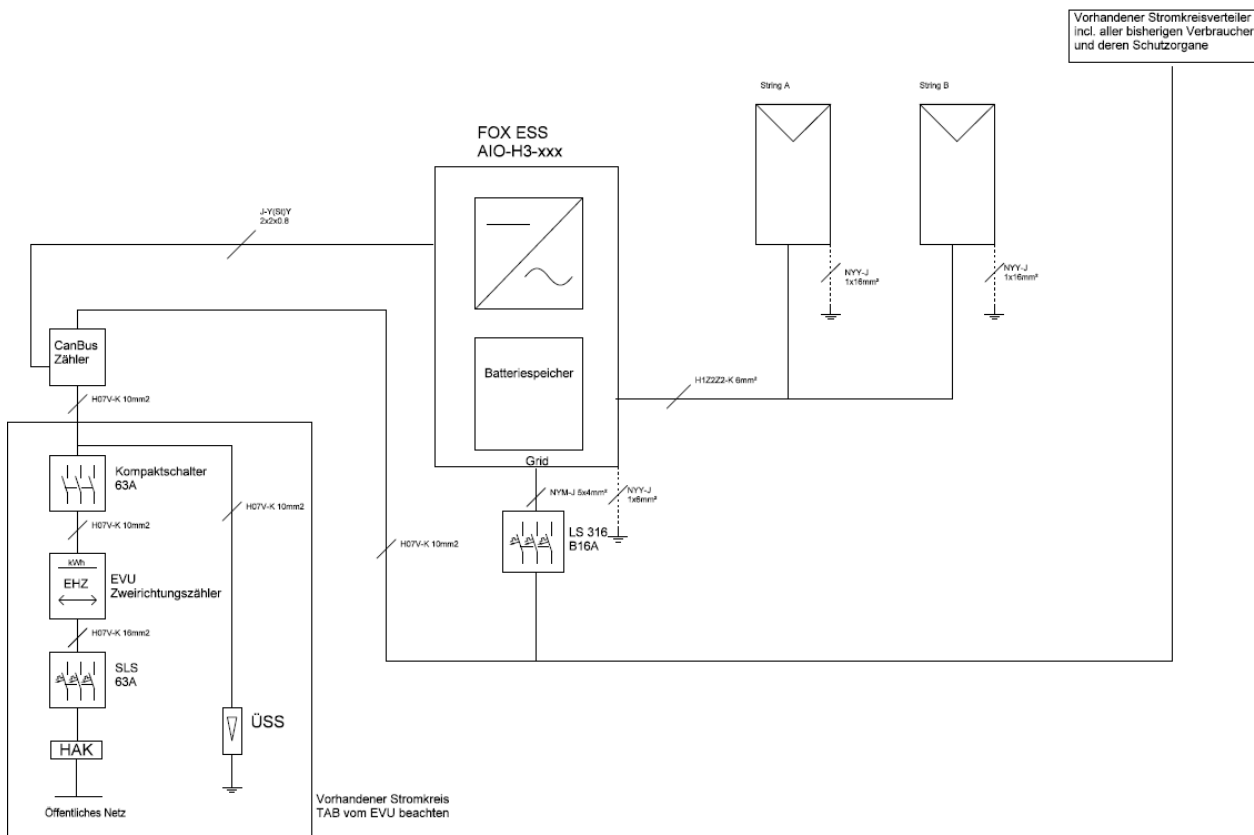 Vorhandener Stromkreisverteiler
incl. aller bisherigen Verbraucher
und deren Schutzorgane
String A
String B
FOX ESS
AIO-H3-xxx
J-Y(St)Y
2x2x0.8
NYY-J
1x16mm²
NYY-J
1x16mm²
CanBus
Zähler
Batteriespeicher
H1Z2Z2-K 6mm²
H07V-K 10mm2
Grid
Kompaktschalter
63A
NYM-J 5x4mm²
NYY-J
1x6mm²
H07V-K 10mm2
H07V-K 10mm2
LS 316
B16A
H07V-K 10mm2
kWh
EHZ
EVU
Zweirichtungszähler
H07V-K 16mm2
SLS
63A
ÜSS
HAK
Öffentliches Netz
Vorhandener Stromkreis
TAB vom EVU beachten